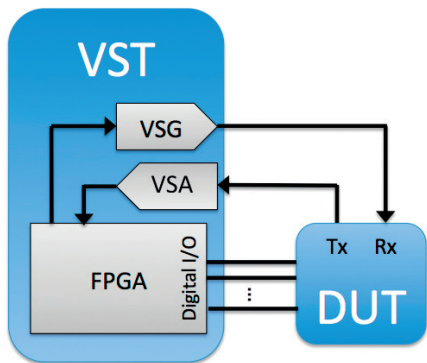 VST
VSG
VSA
Tx Rx
FPGA
Digital I/O
...
DUT